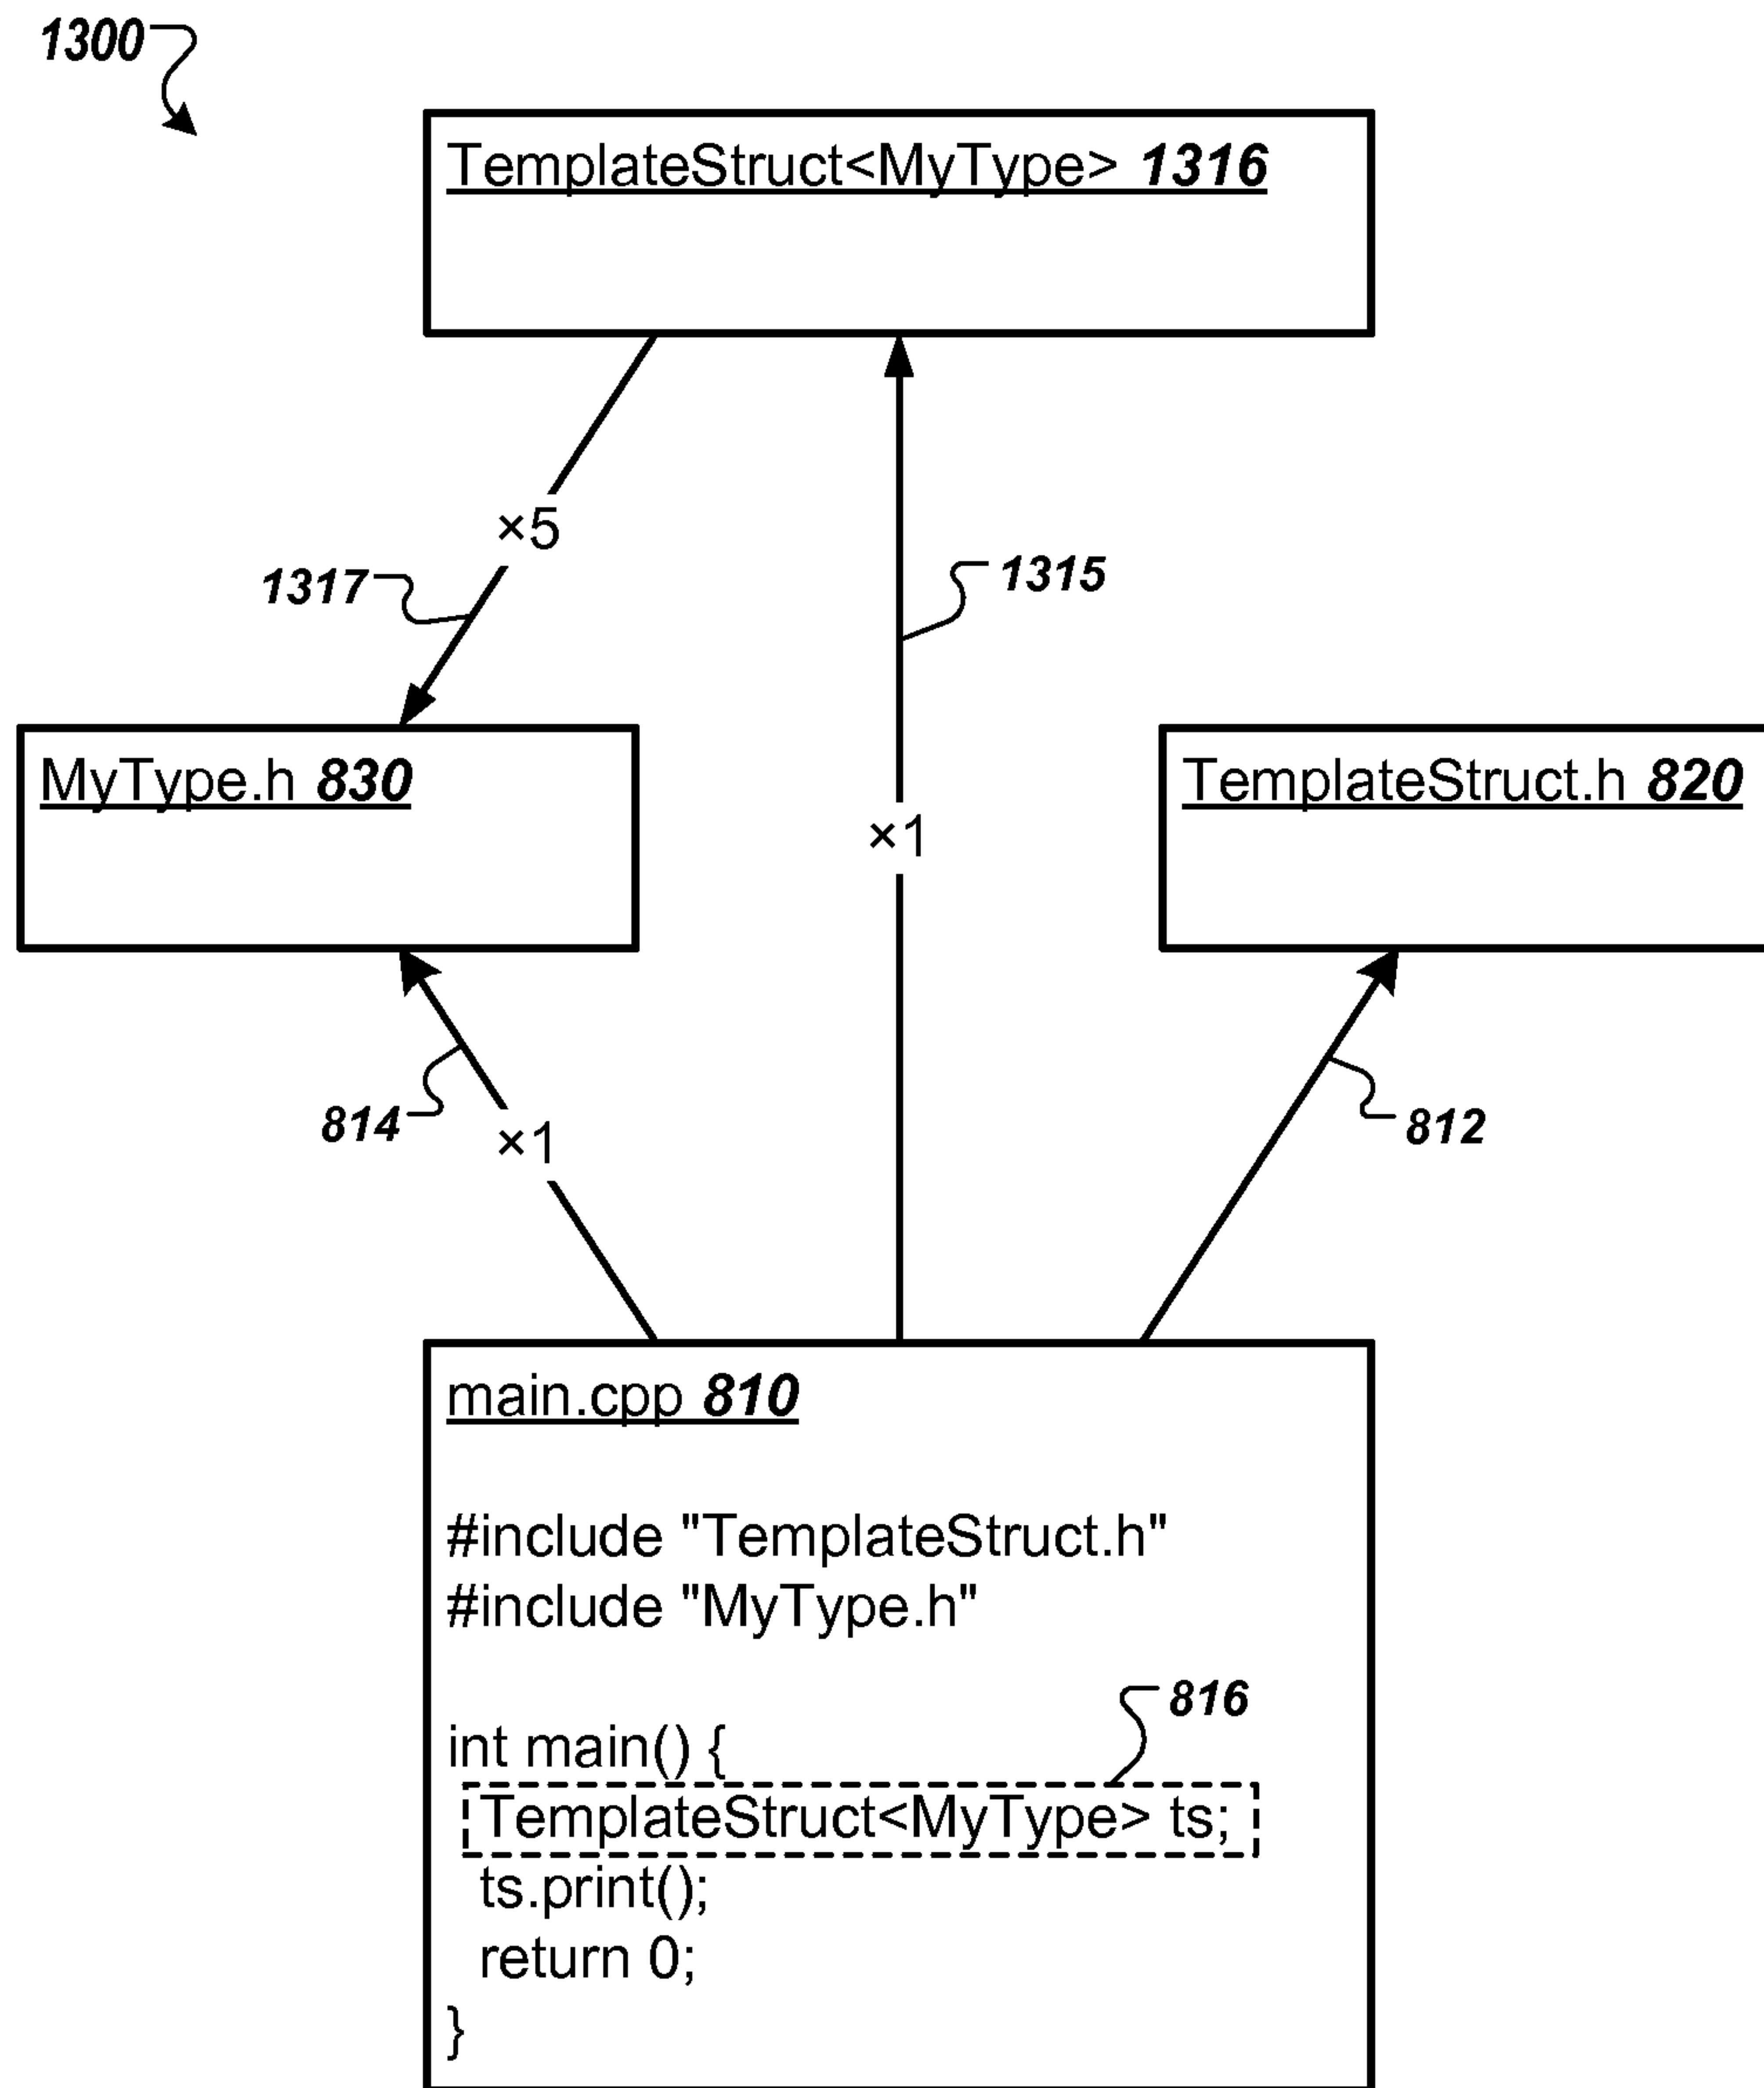 1300
TemplateStruct<MyType> 1316
×5
1317
1315
MyType.h 830
TemplateStruct.h 820
×1
814
×1
812
main.cpp 810
#include "TemplateStruct.h"
#include "MyType.h"
816
int main() {
TemplateStruct<MyType> ts;
ts.print();
return 0;
}